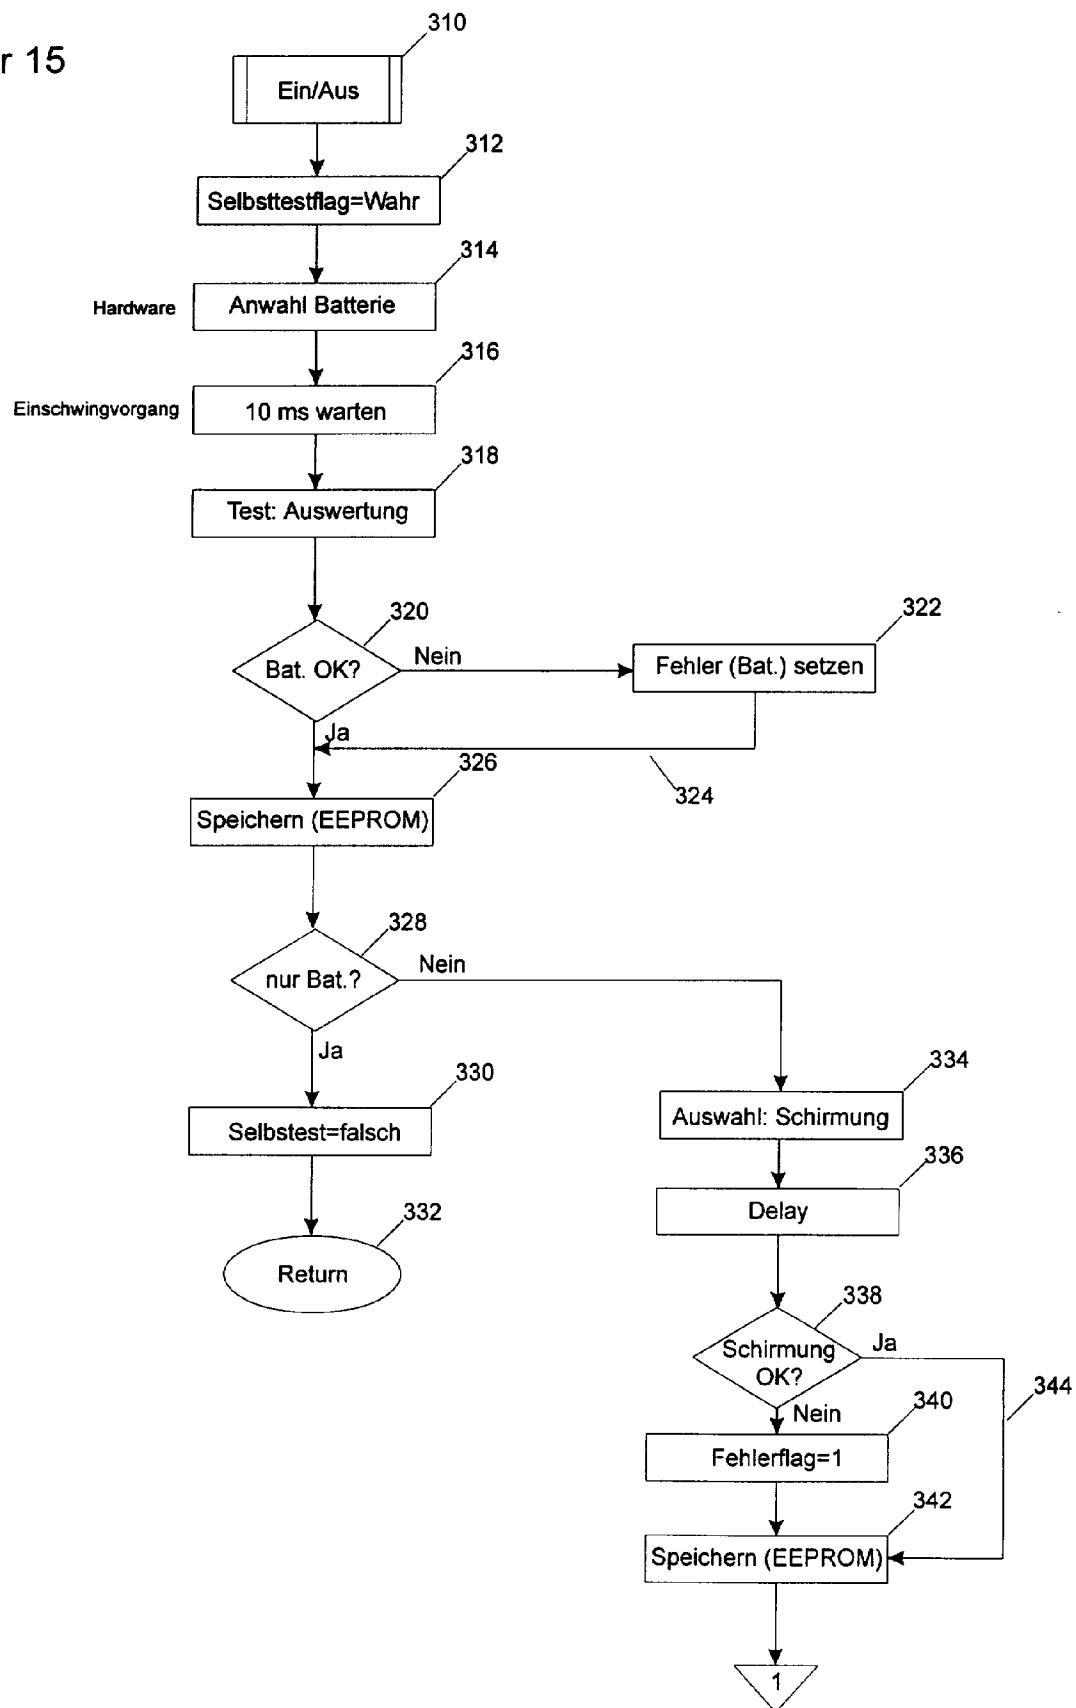 r 15
310
Ein/Aus
312
Selbsttestflag=Wahr
314
Hardware
Anwahl Batterie
316
Einschwingvorgang
10 ms warten
318
Test: Auswertung
320
322
Bat. OK?
Nein
Fehler (Bat.) setzen
Ja
326
324
Speichern (EEPROM)
328
nur Bat.?
Nein
Ja
330
334
Selbstest=falsch
Auswahl: Schirmung
336
332
Delay
Return
338
Schirmung
OK?
Ja
344
Nein
340
Fehlerflag=1
342
Speichern (EEPROM)
1